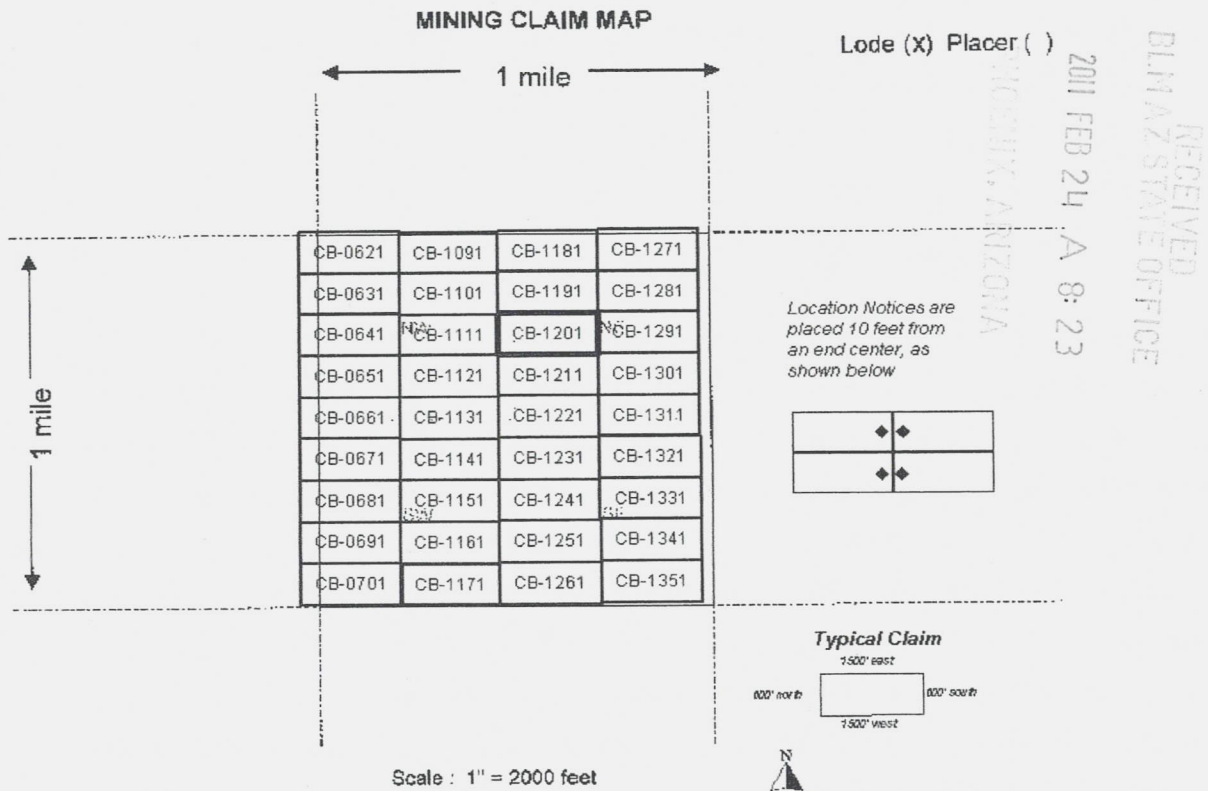 MINING CLAIM MAP
Lode (x) Placer ( )
1 mile
RECEIVED
BLM AZ STATE OFFICE
2011 FEB 24 A 8:23
PHOENIX, ARIZONA
CB-0621 CB-1091 CB-1181 CB-1271
CB-0631 CB-1101 CB-1191 CB-1281
CB-0641 NW CB-1111 CB-1201 NE CB-1291
CB-0651 CB-1121 CB-1211 CB-1301
CB-0661 CB-1131 CB-1221 CB-1311
CB-0671 CB-1141 CB-1231 CB-1321
CB-0681 CB-1151 CB-1241 CB-1331
SW SE
CB-0691 CB-1161 CB-1251 CB-1341
CB-0701 CB-1171 CB-1261 CB-1351
1 mile
Location Notices are
placed 10 feet from
an end center, as
shown below
Typical Claim
1500' east
600' north 600' south
1500' west
N
Scale : 1" = 2000 feet